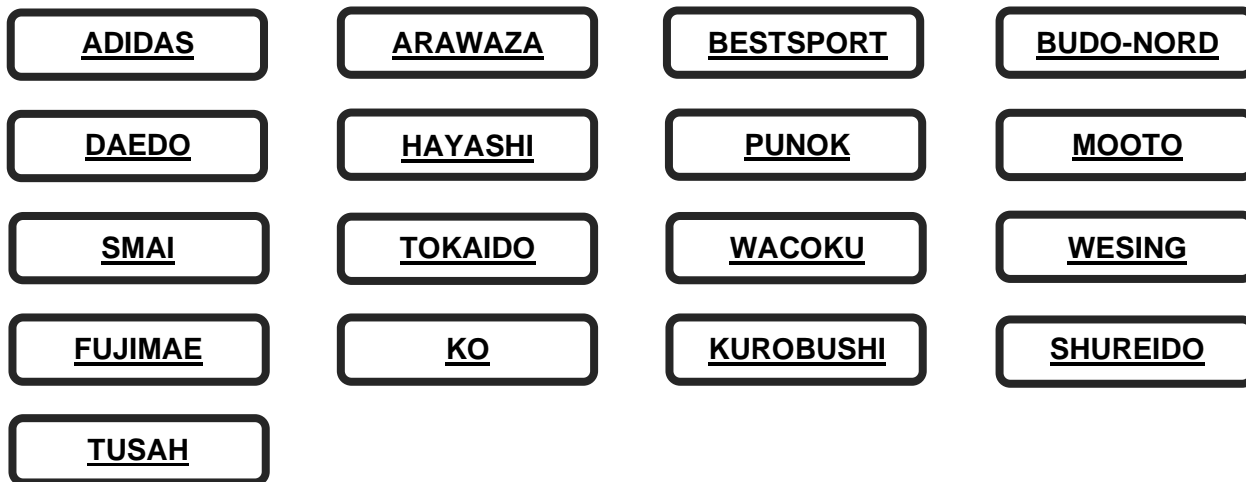 ADIDAS ARAWAZA BESTSPORT BUDO-NORD
DAEDO HAYASHI PUNOK MOOTO
SMAI TOKAIDO WACOKU WESING
FUJIMAE KO KUROBUSHI SHUREIDO
TUSAH